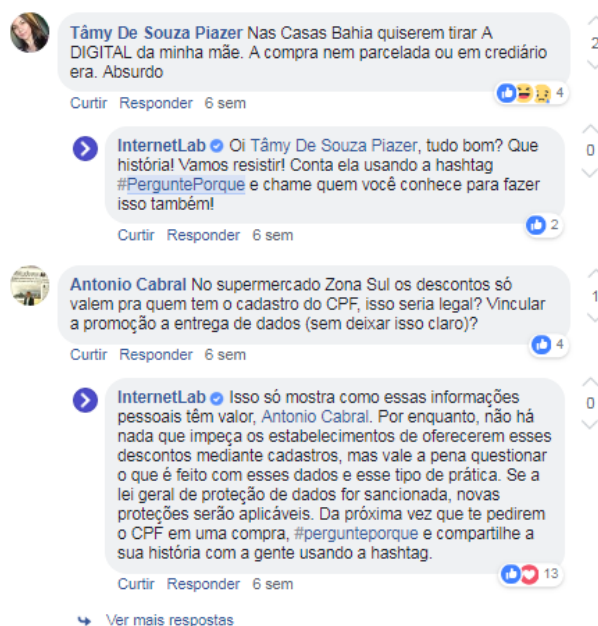 Tâmy De Souza Piazer Nas Casas Bahia quiserem tirar A
DIGITAL da minha mãe. A compra nem parcelada ou em crediário
era. Absurdo
4
2
Curtir Responder 6 sem
InternetLab Oi Tâmy De Souza Piazer, tudo bom? Que
história! Vamos resistir! Conta ela usando a hashtag
#PerguntePorque e chame quem você conhece para fazer
isso também!
2
0
Curtir Responder 6 sem
Antonio Cabral No supermercado Zona Sul os descontos só
valem pra quem tem o cadastro do CPF, isso seria legal? Vincular
a promoção a entrega de dados (sem deixar isso claro)?
4
1
Curtir Responder 6 sem
InternetLab Isso só mostra como essas informações
pessoais têm valor, Antonio Cabral. Por enquanto, não há
nada que impeça os estabelecimentos de oferecerem esses
descontos mediante cadastros, mas vale a pena questionar
o que é feito com esses dados e esse tipo de prática. Se a
lei geral de proteção de dados for sancionada, novas
proteções serão aplicáveis. Da próxima vez que te pedirem
o CPF em uma compra, #pergunteporque e compartilhe a
sua história com a gente usando a hashtag.
13
0
Curtir Responder 6 sem
Ver mais respostas